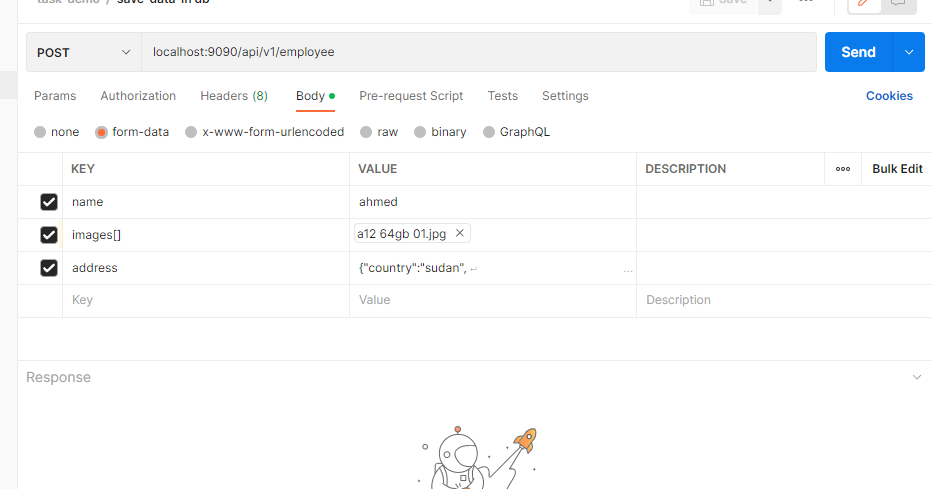 task-demo / save-data-in db
Save
POST localhost:9090/api/v1/employee Send
Params Authorization Headers (8) Body Pre-request Script Tests Settings Cookies
none form-data x-www-form-urlencoded raw binary GraphQL
KEY VALUE DESCRIPTION ooo Bulk Edit
name ahmed
images[] a12 64gb 01.jpg ×
address {"country":"sudan", ↵ ...
Key Value Description
Response